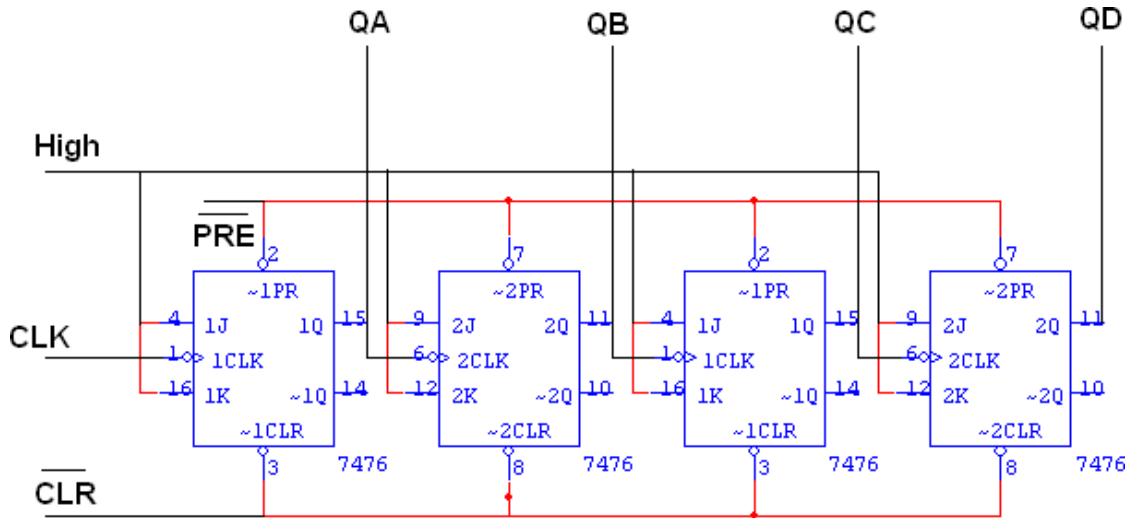 QA QB QC QD
High
PRE
2 7 2 7
~1PR ~2PR ~1PR ~2PR
4 1J 1Q 15 9 2J 2Q 11 4 1J 1Q 15 9 2J 2Q 11
CLK 1 1CLK 6 2CLK 1 1CLK 6 2CLK
16 1K ~1Q 14 12 2K ~2Q 10 16 1K ~1Q 14 12 2K ~2Q 10
~1CLR ~2CLR ~1CLR ~2CLR
3 7476 8 7476 3 7476 8 7476
CLR